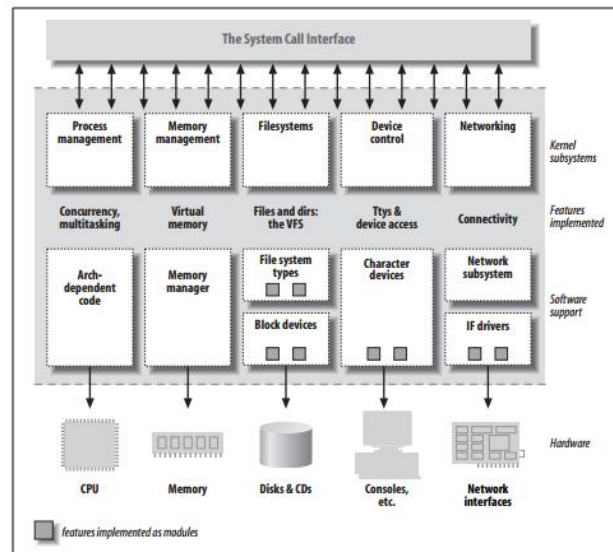 The System Call Interface
Process
management
Memory
management
Filesystems
Device
control
Networking
Kernel
subsystems
Concurrency,
multitasking
Virtual
memory
Files and dirs:
the VFS
Ttys &
device access
Connectivity
Features
implemented
Arch-
dependent
code
Memory
manager
File system
types
Block devices
Character
devices
Network
subsystem
IF drivers
Software
support
Hardware
CPU
Memory
Disks & CDs
Consoles,
etc.
Network
interfaces
features implemented as modules